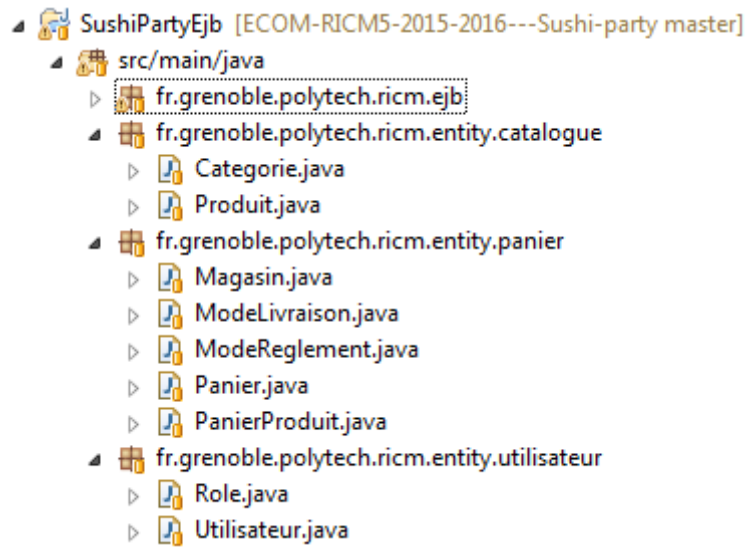 SushiPartyEjb [ECOM-RICM5-2015-2016---Sushi-party master]
src/main/java
fr.grenoble.polytech.ricm.ejb
fr.grenoble.polytech.ricm.entity.catalogue
Categorie.java
Produit.java
fr.grenoble.polytech.ricm.entity.panier
Magasin.java
ModeLivraison.java
ModeReglement.java
Panier.java
PanierProduit.java
fr.grenoble.polytech.ricm.entity.utilisateur
Role.java
Utilisateur.java